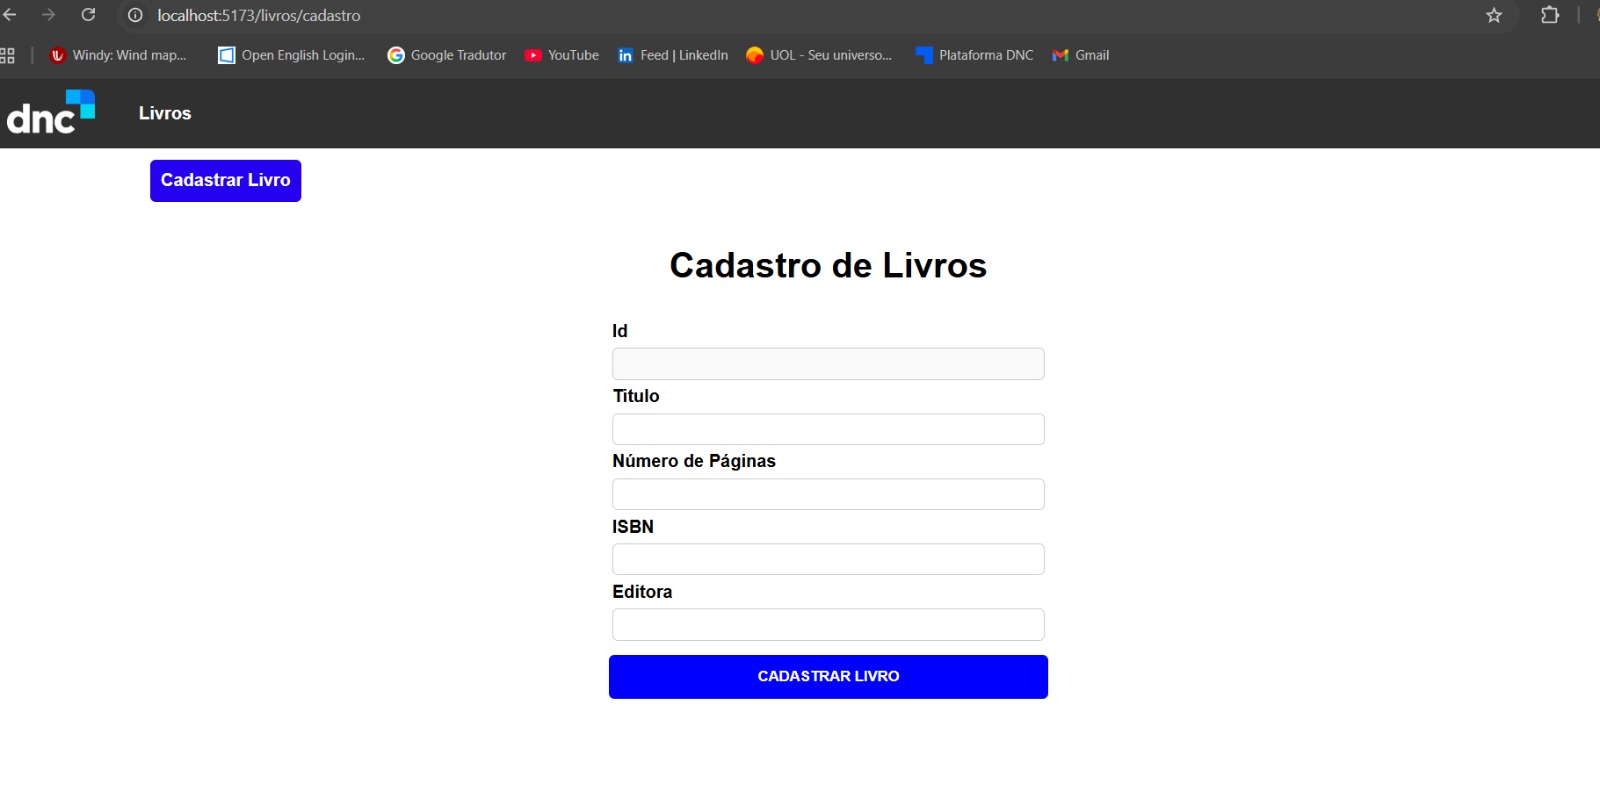 localhost:5173/livros/cadastro
Windy: Wind map... Open English Login... Google Tradutor YouTube Feed | LinkedIn UOL - Seu universo... Plataforma DNC Gmail
dnc Livros
Cadastrar Livro
Cadastro de Livros
Id
Titulo
Número de Páginas
ISBN
Editora
CADASTRAR LIVRO